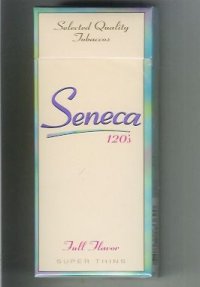 Selected Quality
Tobaccos
Seneca
120's
Full Flavor
SUPER THINS